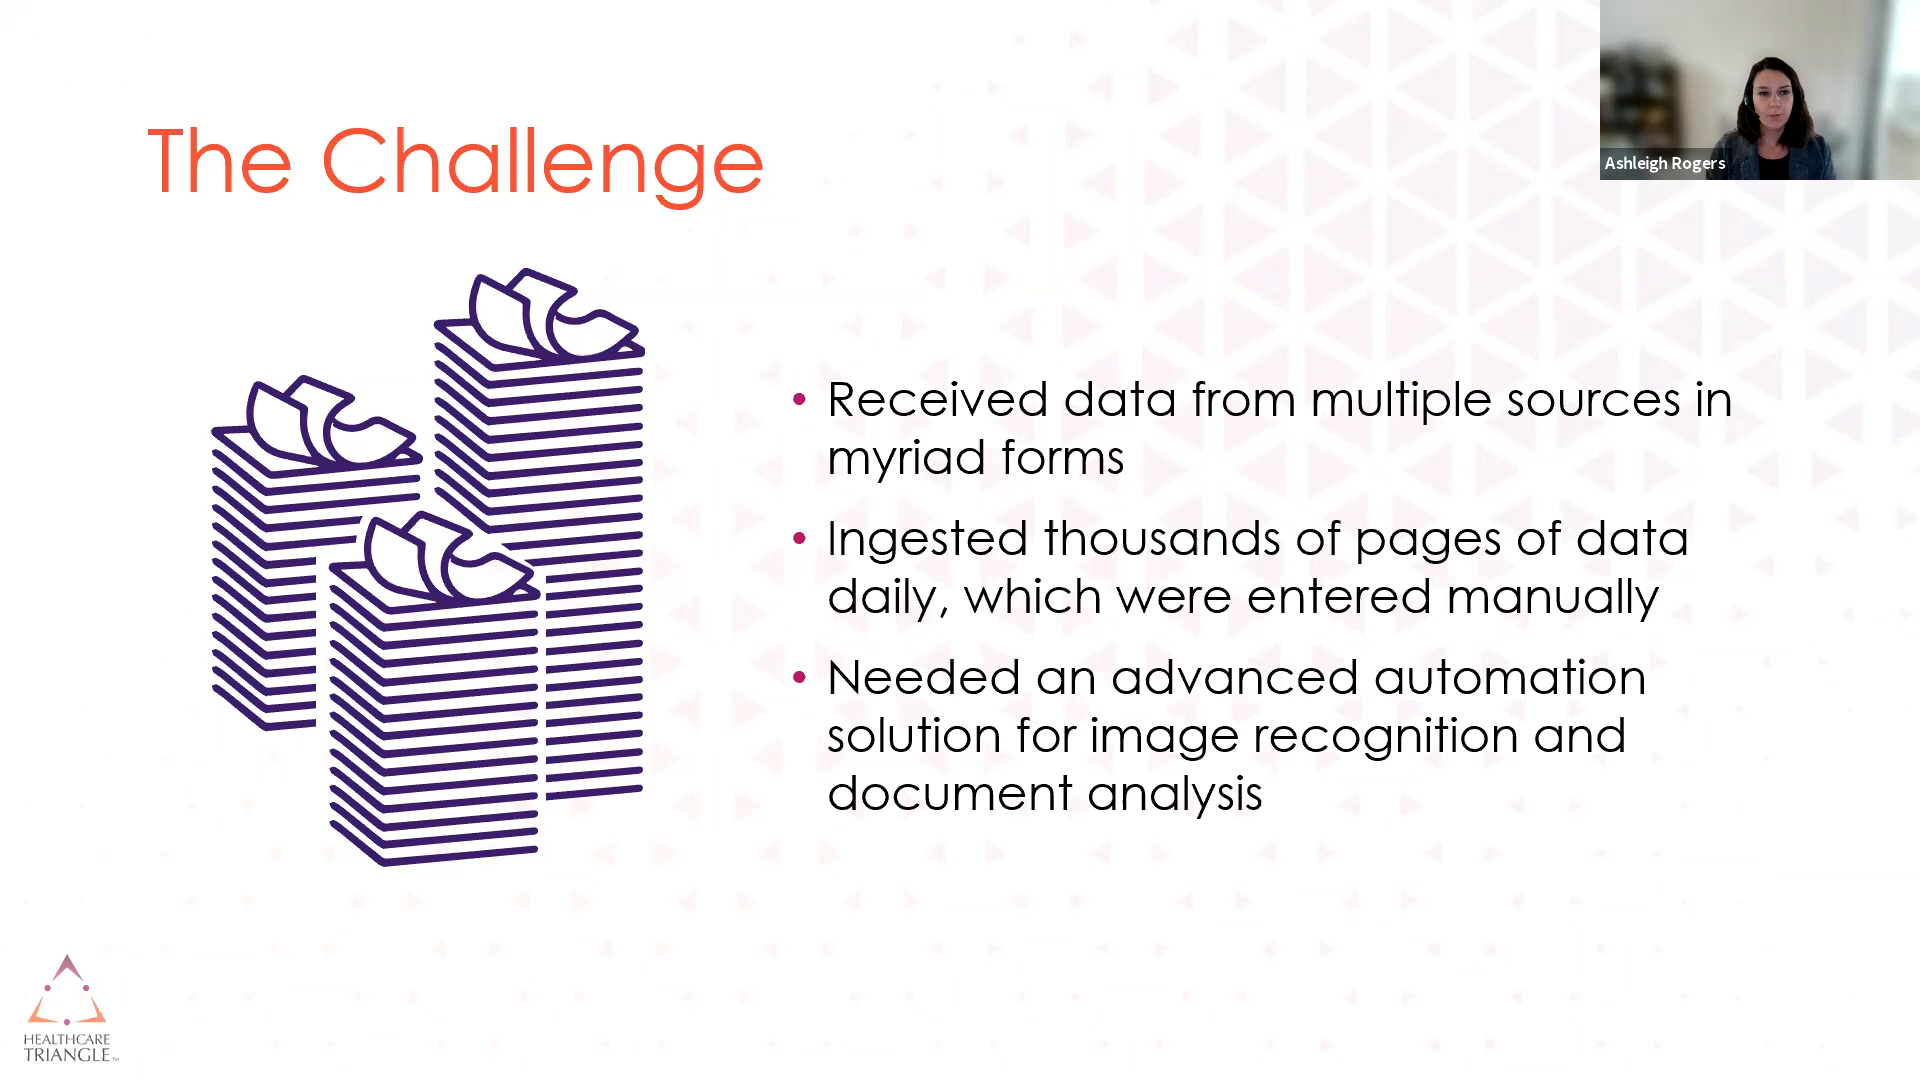 The Challenge
Ashleigh Rogers
• Received data from multiple sources in
myriad forms
• Ingested thousands of pages of data
daily, which were entered manually
• Needed an advanced automation
solution for image recognition and
document analysis
HEALTHCARE
TRIANGLE™